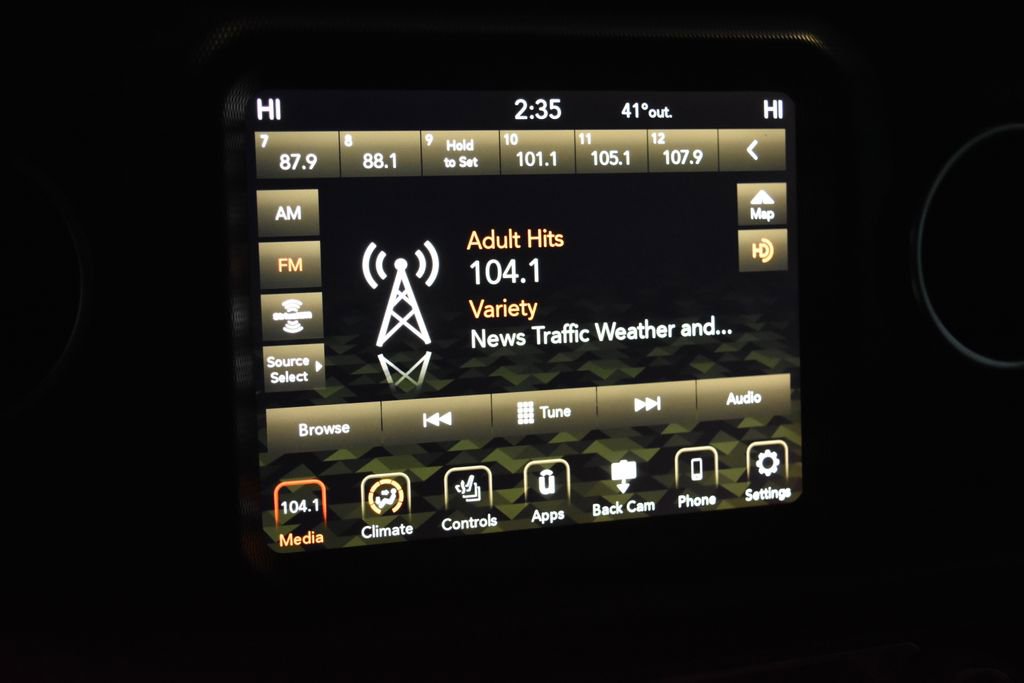 HI 2:35 41°out. HI
7 87.9
8 88.1
9 Hold
to Set
10 101.1
11 105.1
12 107.9
AM
FM
SiriusXM
Source
Select
Adult Hits
104.1
Variety
News Traffic Weather and...
Map
HD
Browse
Tune
Audio
104.1
Media
Climate
Controls
Apps
Back Cam
Phone
Settings